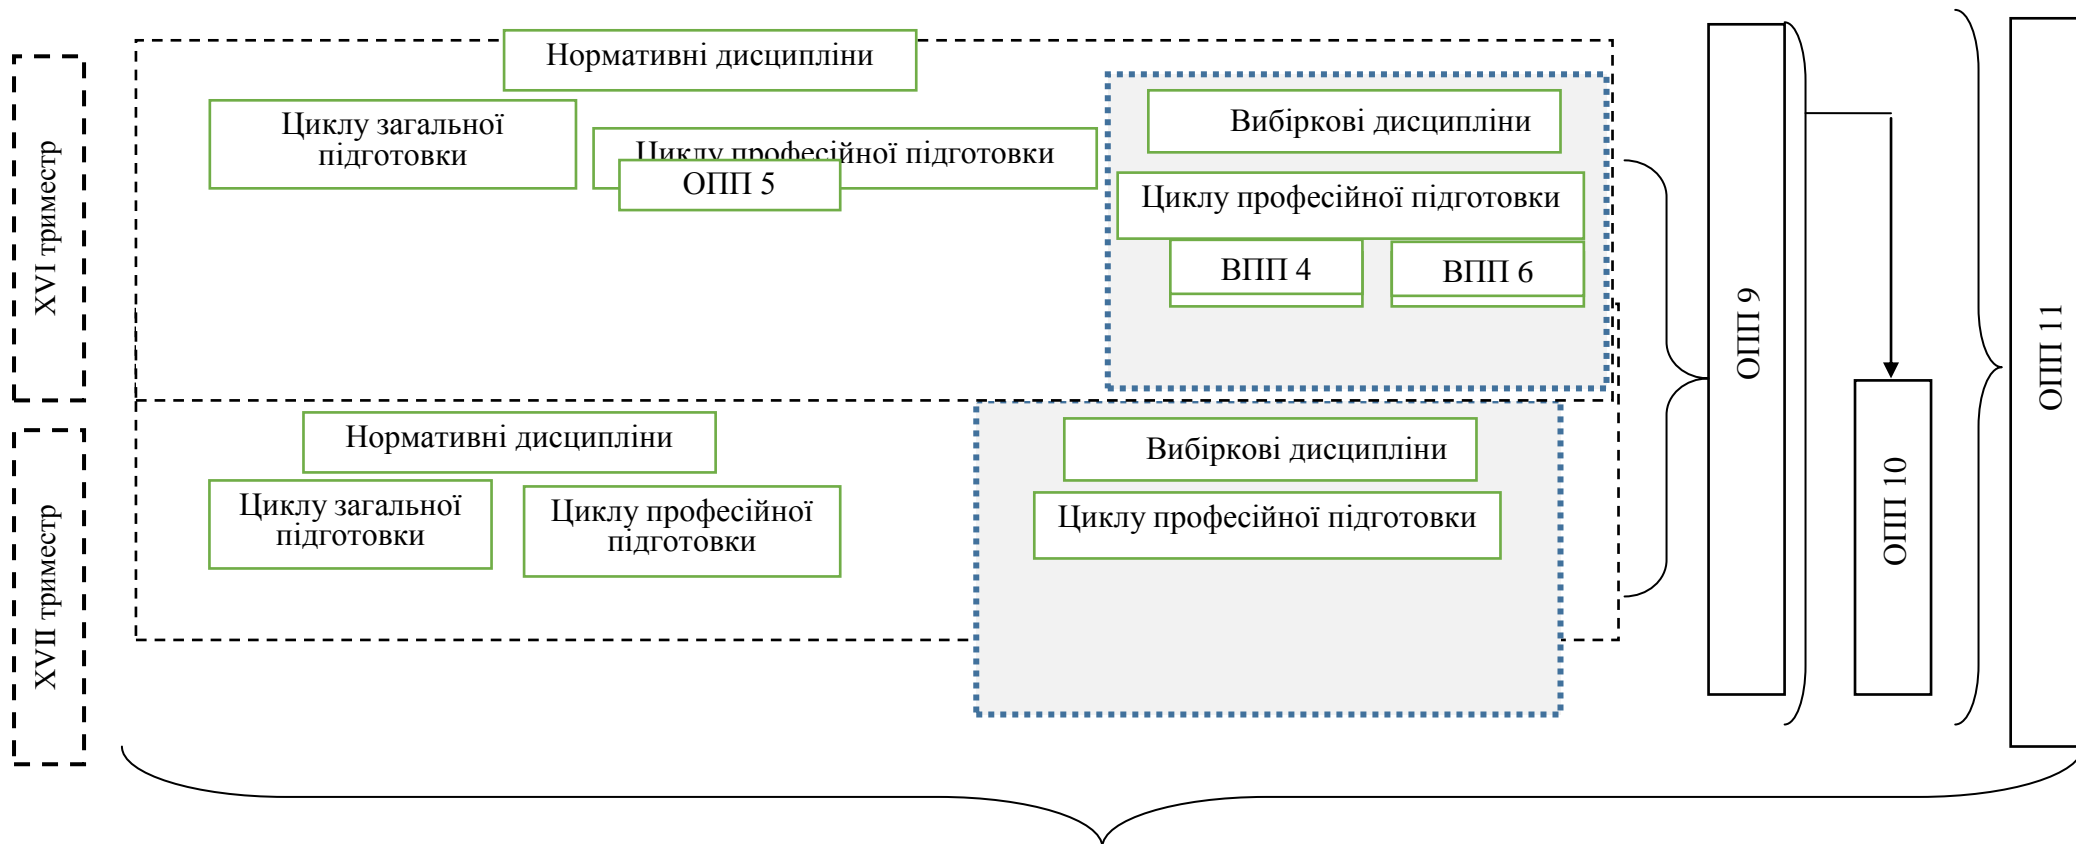 XVI триместр
Нормативні дисципліни
Циклу загальної
підготовки
Циклу професійної підготовки
ОПП 5
Вибіркові дисципліни
Циклу професійної підготовки
ВПП 4
ВПП 6
XVII триместр
Нормативні дисципліни
Циклу загальної
підготовки
Циклу професійної
підготовки
Вибіркові дисципліни
Циклу професійної підготовки
ОПП 9
ОПП 10
ОПП 11